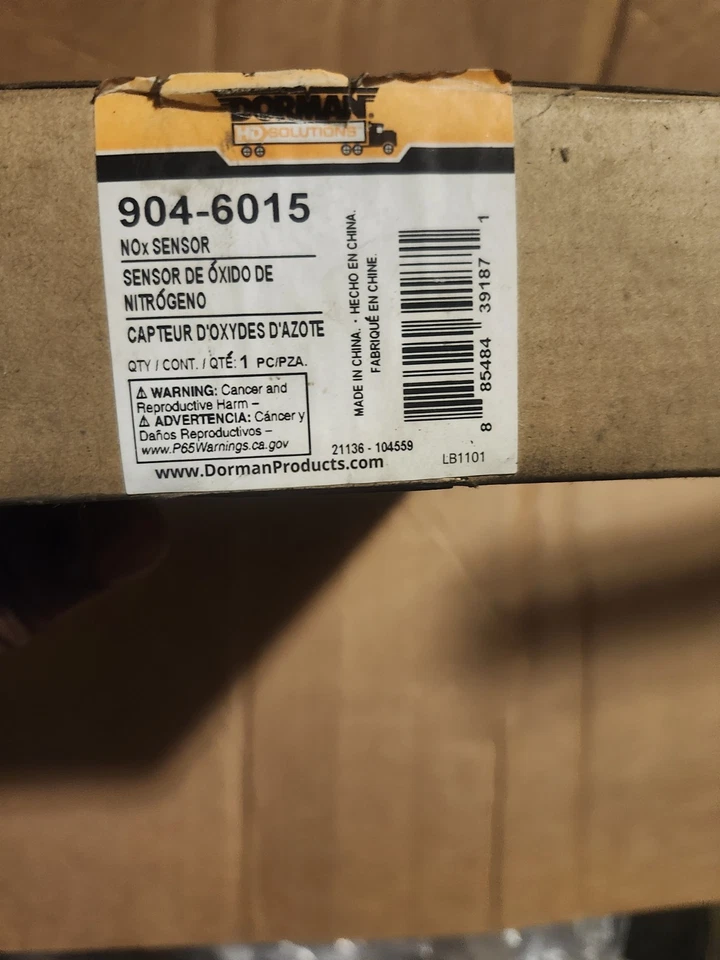 DORMAN®
HD SOLUTIONS
904-6015
NOx SENSOR
SENSOR DE ÓXIDO DE
NITRÓGENO
CAPTEUR D'OXYDES D'AZOTE
QTY / CONT. / QTÉ: 1 PC/PZA.
⚠ WARNING: Cancer and
Reproductive Harm –
⚠ ADVERTENCIA: Cáncer y
Daños Reproductivos –
www.P65Warnings.ca.gov
www.DormanProducts.com
21136 - 104559
LB1101
MADE IN CHINA. · HECHO EN CHINA.
FABRIQUÉ EN CHINE.
8 85484 39187 1